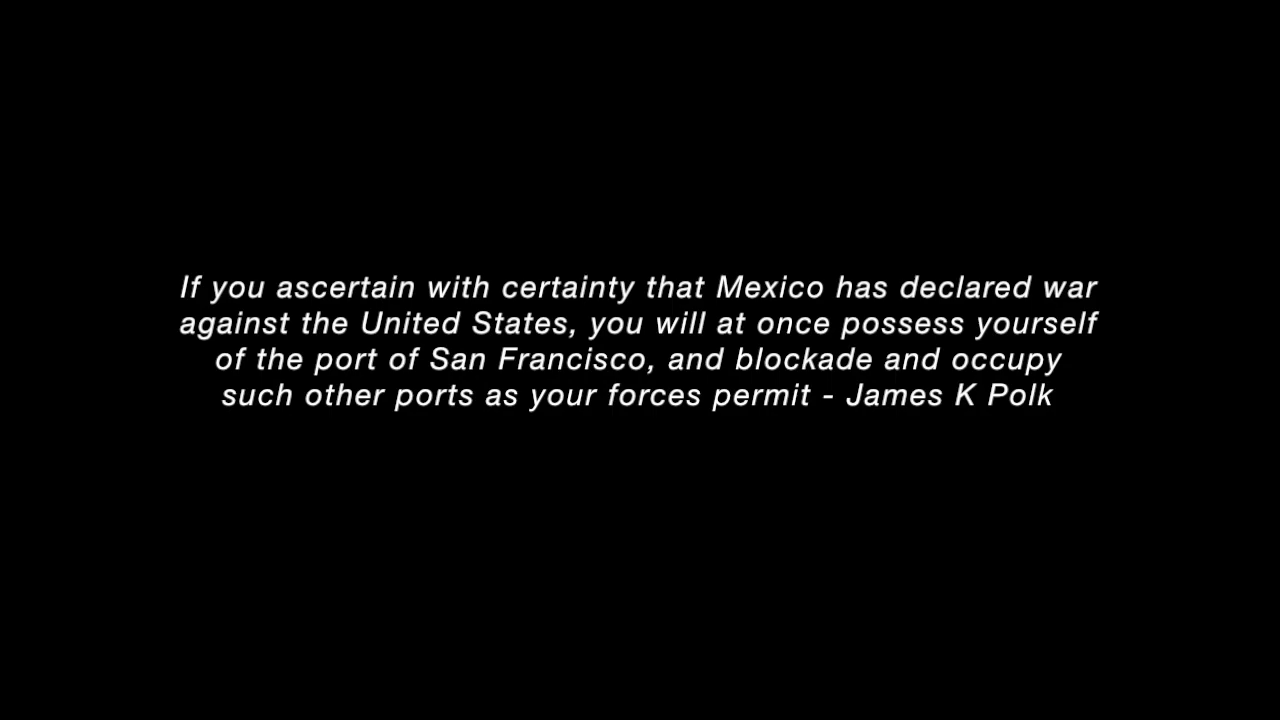 If you ascertain with certainty that Mexico has declared war
against the United States, you will at once possess yourself
of the port of San Francisco, and blockade and occupy
such other ports as your forces permit - James K Polk